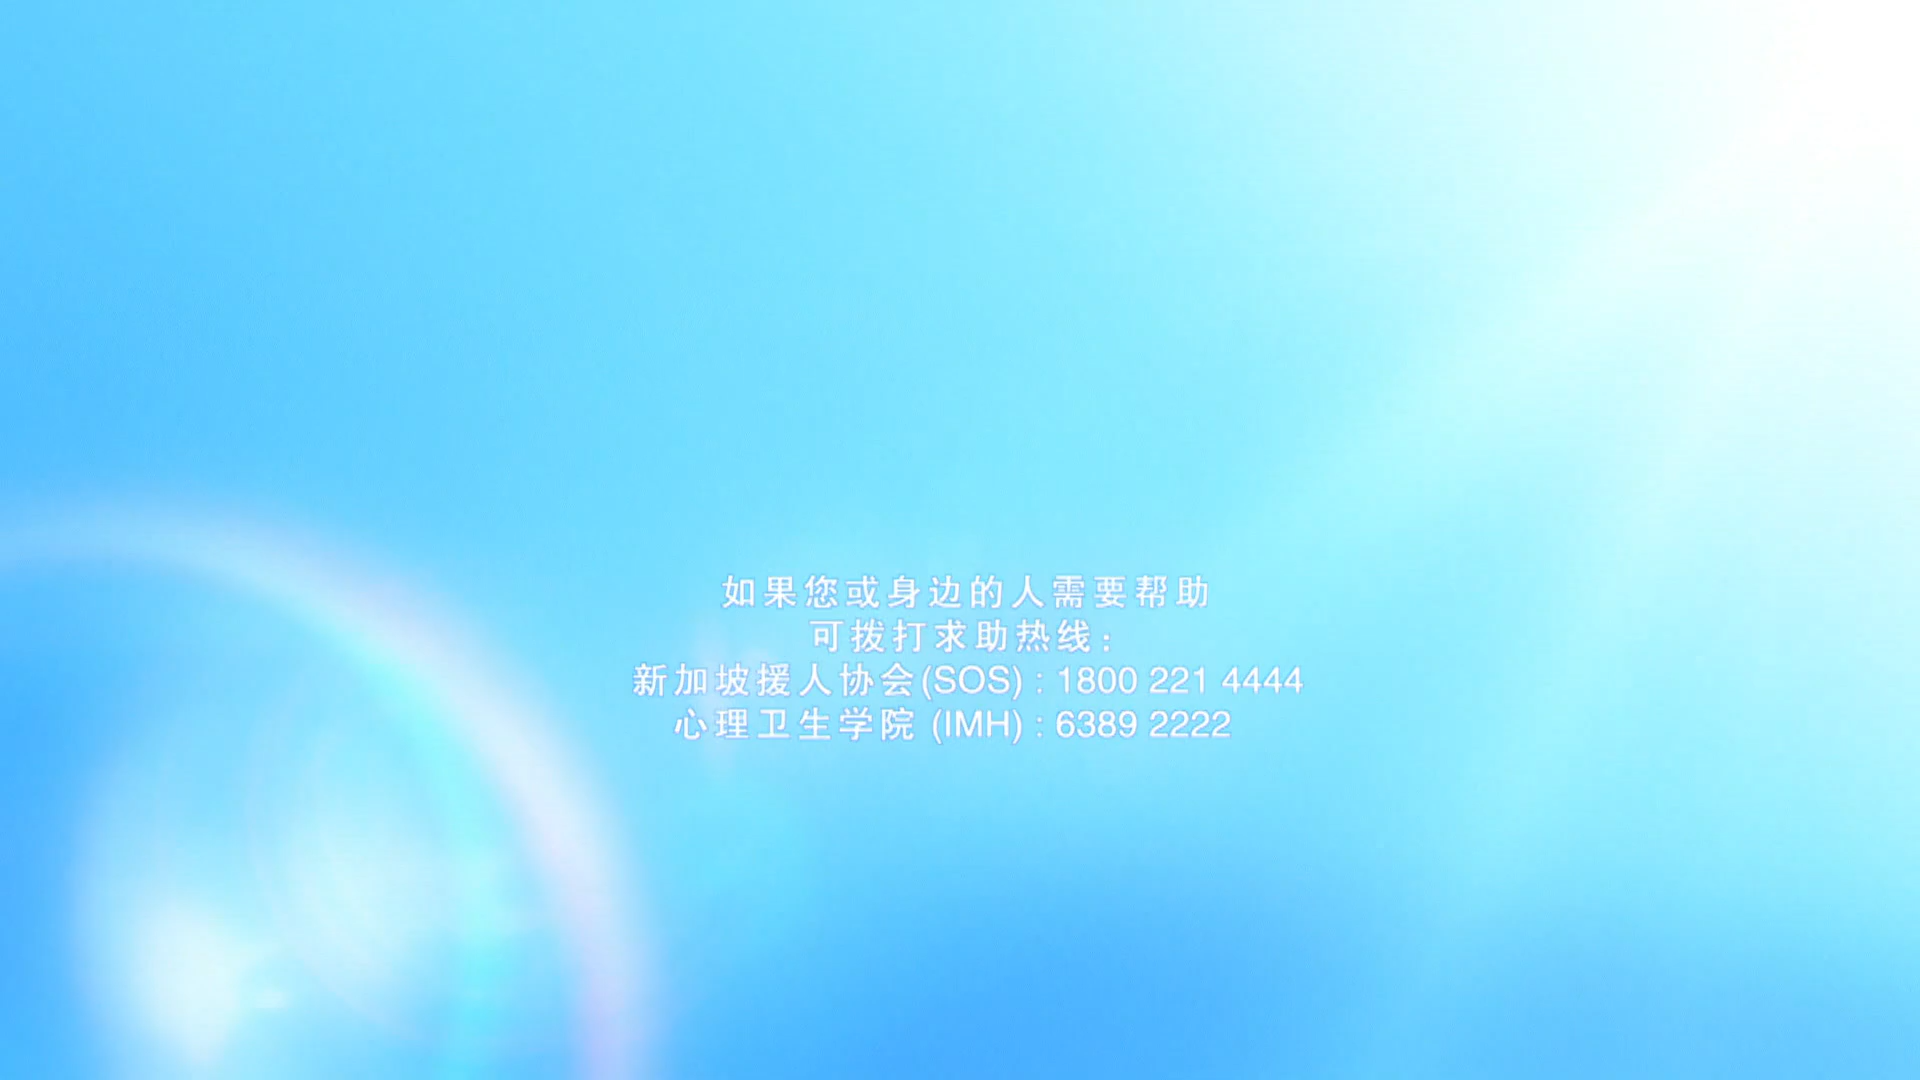 如果您或身边的人需要帮助
可拨打求助热线：
新加坡援人协会(SOS) : 1800 221 4444
心理卫生学院 (IMH) : 6389 2222